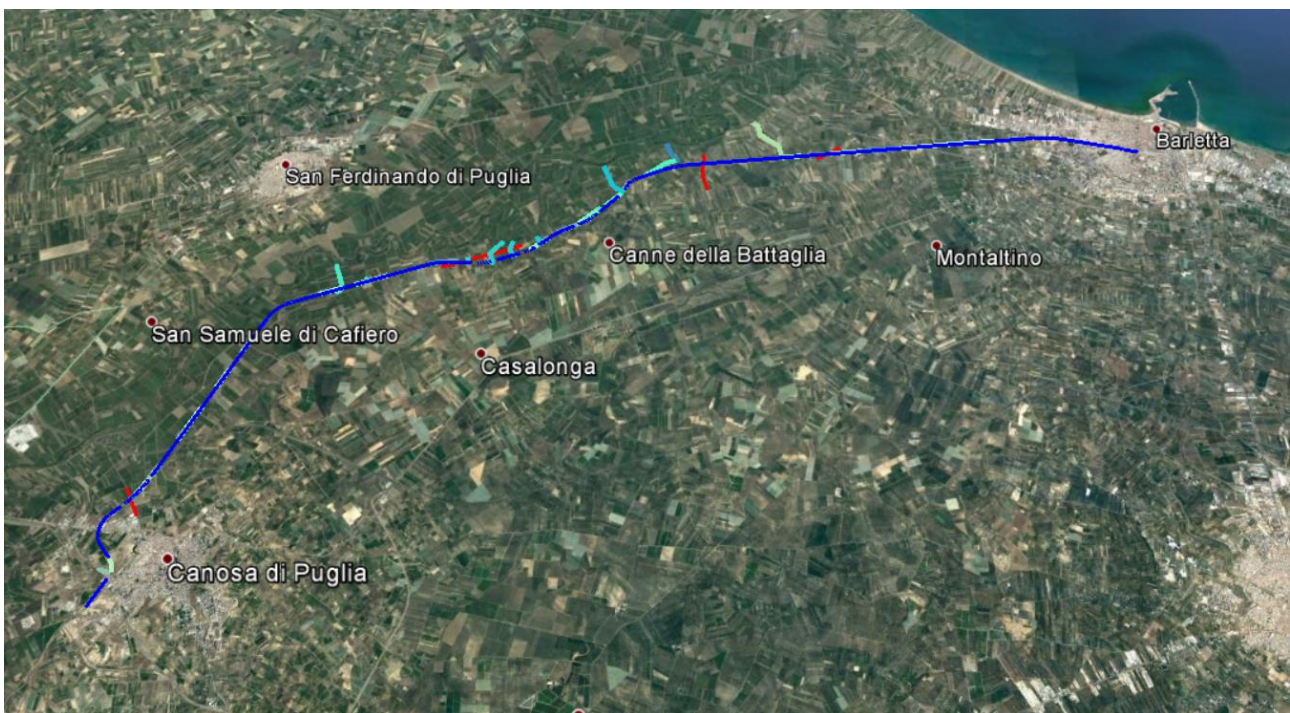 Barletta
San Ferdinando di Puglia
Canne della Battaglia
Montaltino
San Samuele di Cafiero
Casalonga
Canosa di Puglia